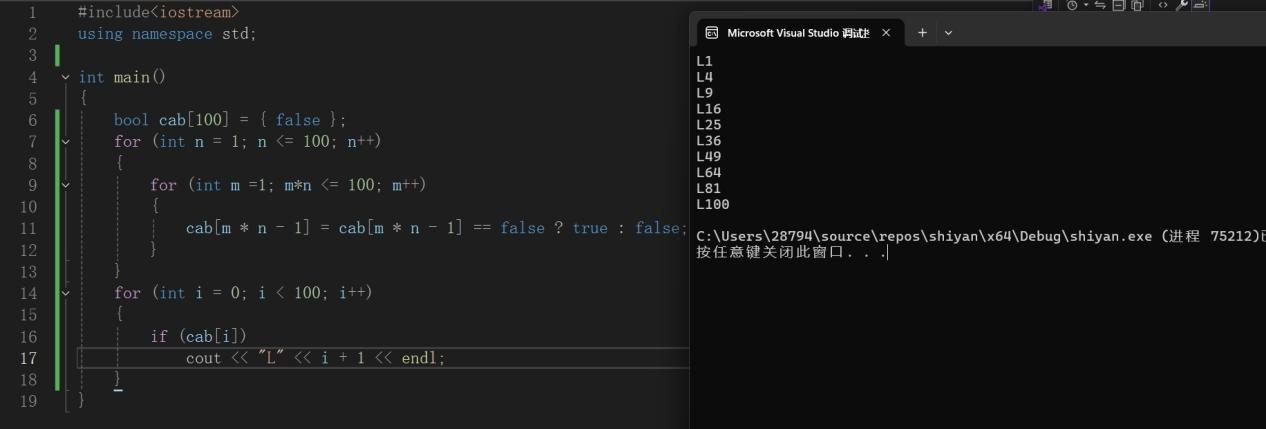 1 #include<iostream>
2 using namespace std;
3
4 int main()
5 {
6 bool cab[100] = { false };
7 for (int n = 1; n <= 100; n++)
8 {
9 for (int m =1; m*n <= 100; m++)
10 {
11 cab[m * n - 1] = cab[m * n - 1] == false ? true : false;
12 }
13 }
14 for (int i = 0; i < 100; i++)
15 {
16 if (cab[i])
17 cout << "L" << i + 1 << endl;
18 }
19 }
Microsoft Visual Studio 调试
L1
L4
L9
L16
L25
L36
L49
L64
L81
L100
C:\Users\28794\source\repos\shiyan\x64\Debug\shiyan.exe (进程 75212)
按任意键关闭此窗口. . .